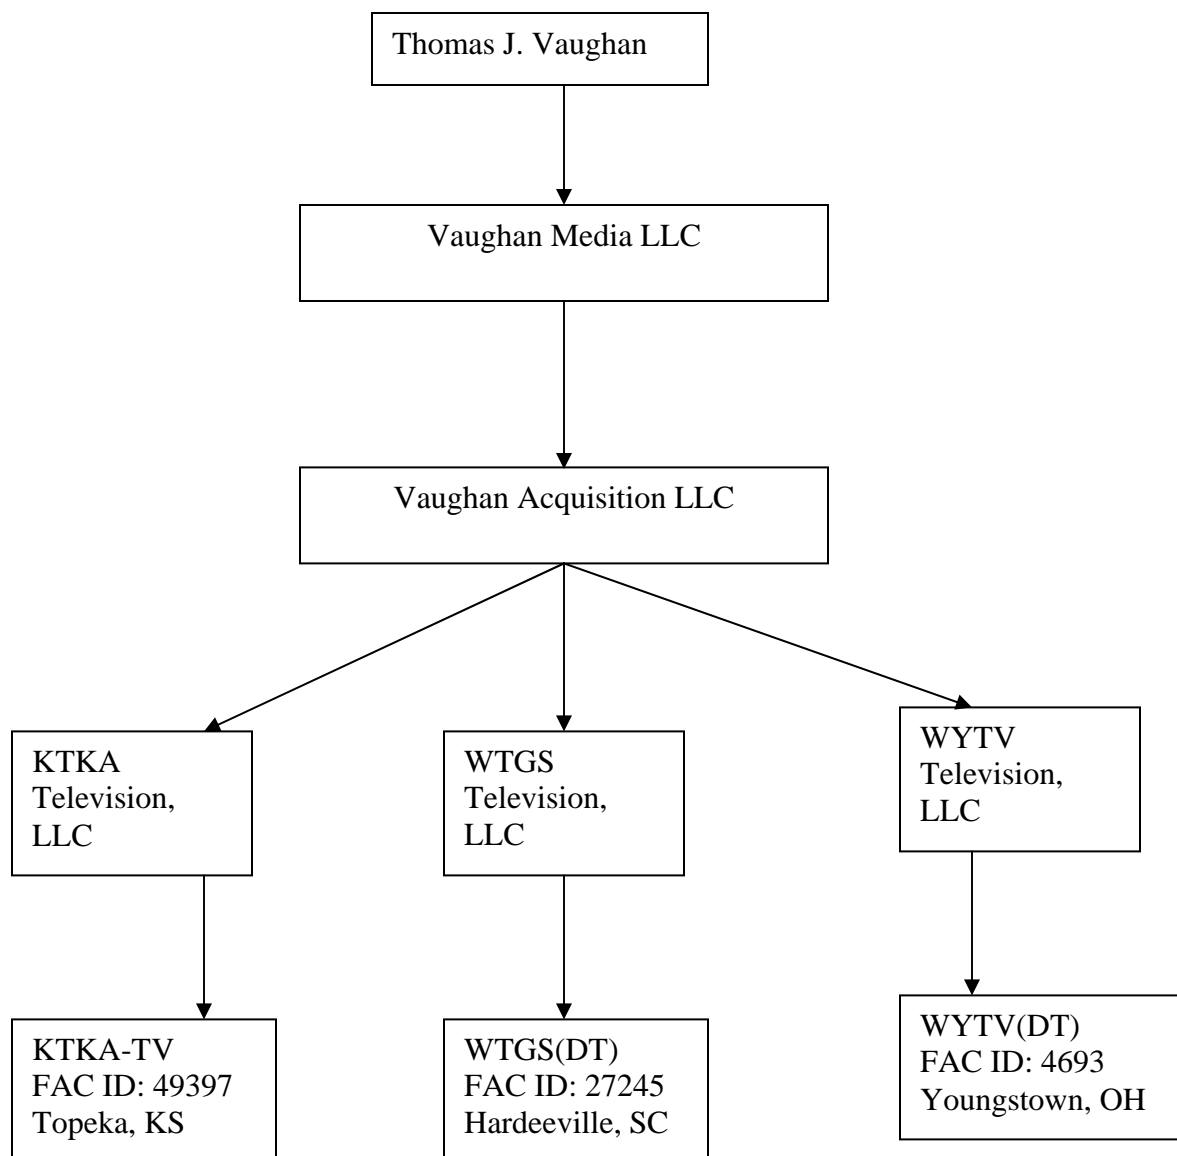 Thomas J. Vaughan
Vaughan Media LLC
Vaughan Acquisition LLC
KTKA
Television,
LLC
WTGS
Television,
LLC
WYTV
Television,
LLC
KTKA-TV
FAC ID: 49397
Topeka, KS
WTGS(DT)
FAC ID: 27245
Hardeeville, SC
WYTV(DT)
FAC ID: 4693
Youngstown, OH